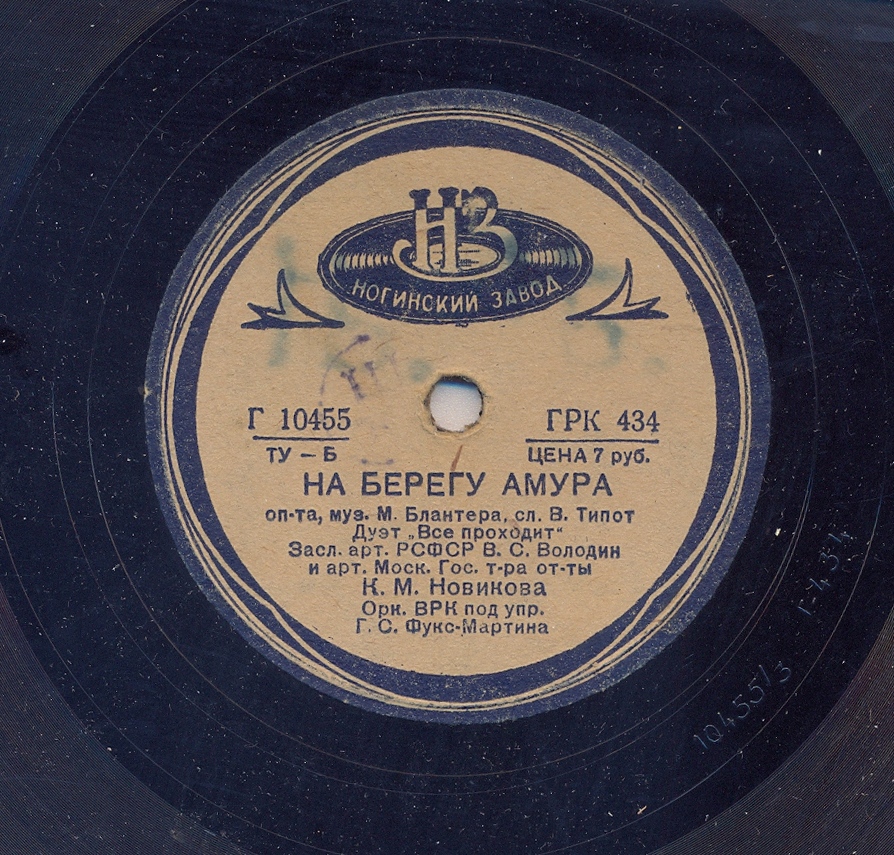 НЗ
НОГИНСКИЙ ЗАВОД
Г 10455
ГРК 434
ТУ – Б
ЦЕНА 7 руб.
НА БЕРЕГУ АМУРА
оп-та, муз. М. Блантера, сл. В. Типот
Дуэт „Все проходит“
Засл. арт. РСФСР В. С. Володин
и арт. Моск. Гос. т-ра от-ты
К. М. Новикова
Орк. ВРК под упр.
Г. С. Фукс-Мартина
10455/3 1-434